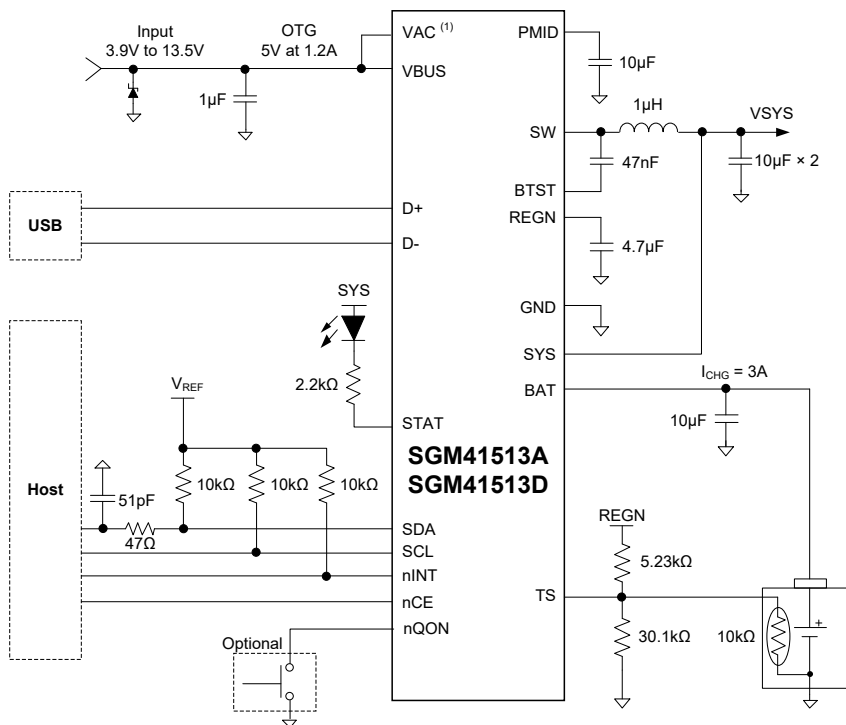 Input
3.9V to 13.5V
OTG
5V at 1.2A
1µF
VAC (1)
VBUS
PMID
10µF
1µH
VSYS
SW
47nF
10µF × 2
BTST
REGN
4.7µF
USB
D+
D-
GND
SYS
SYS
BAT
I_CHG = 3A
10µF
2.2kΩ
STAT
V_REF
SGM41513A
SGM41513D
Host
51pF
10kΩ
10kΩ
10kΩ
47Ω
SDA
SCL
nINT
nCE
nQON
Optional
REGN
5.23kΩ
TS
30.1kΩ
10kΩ
+